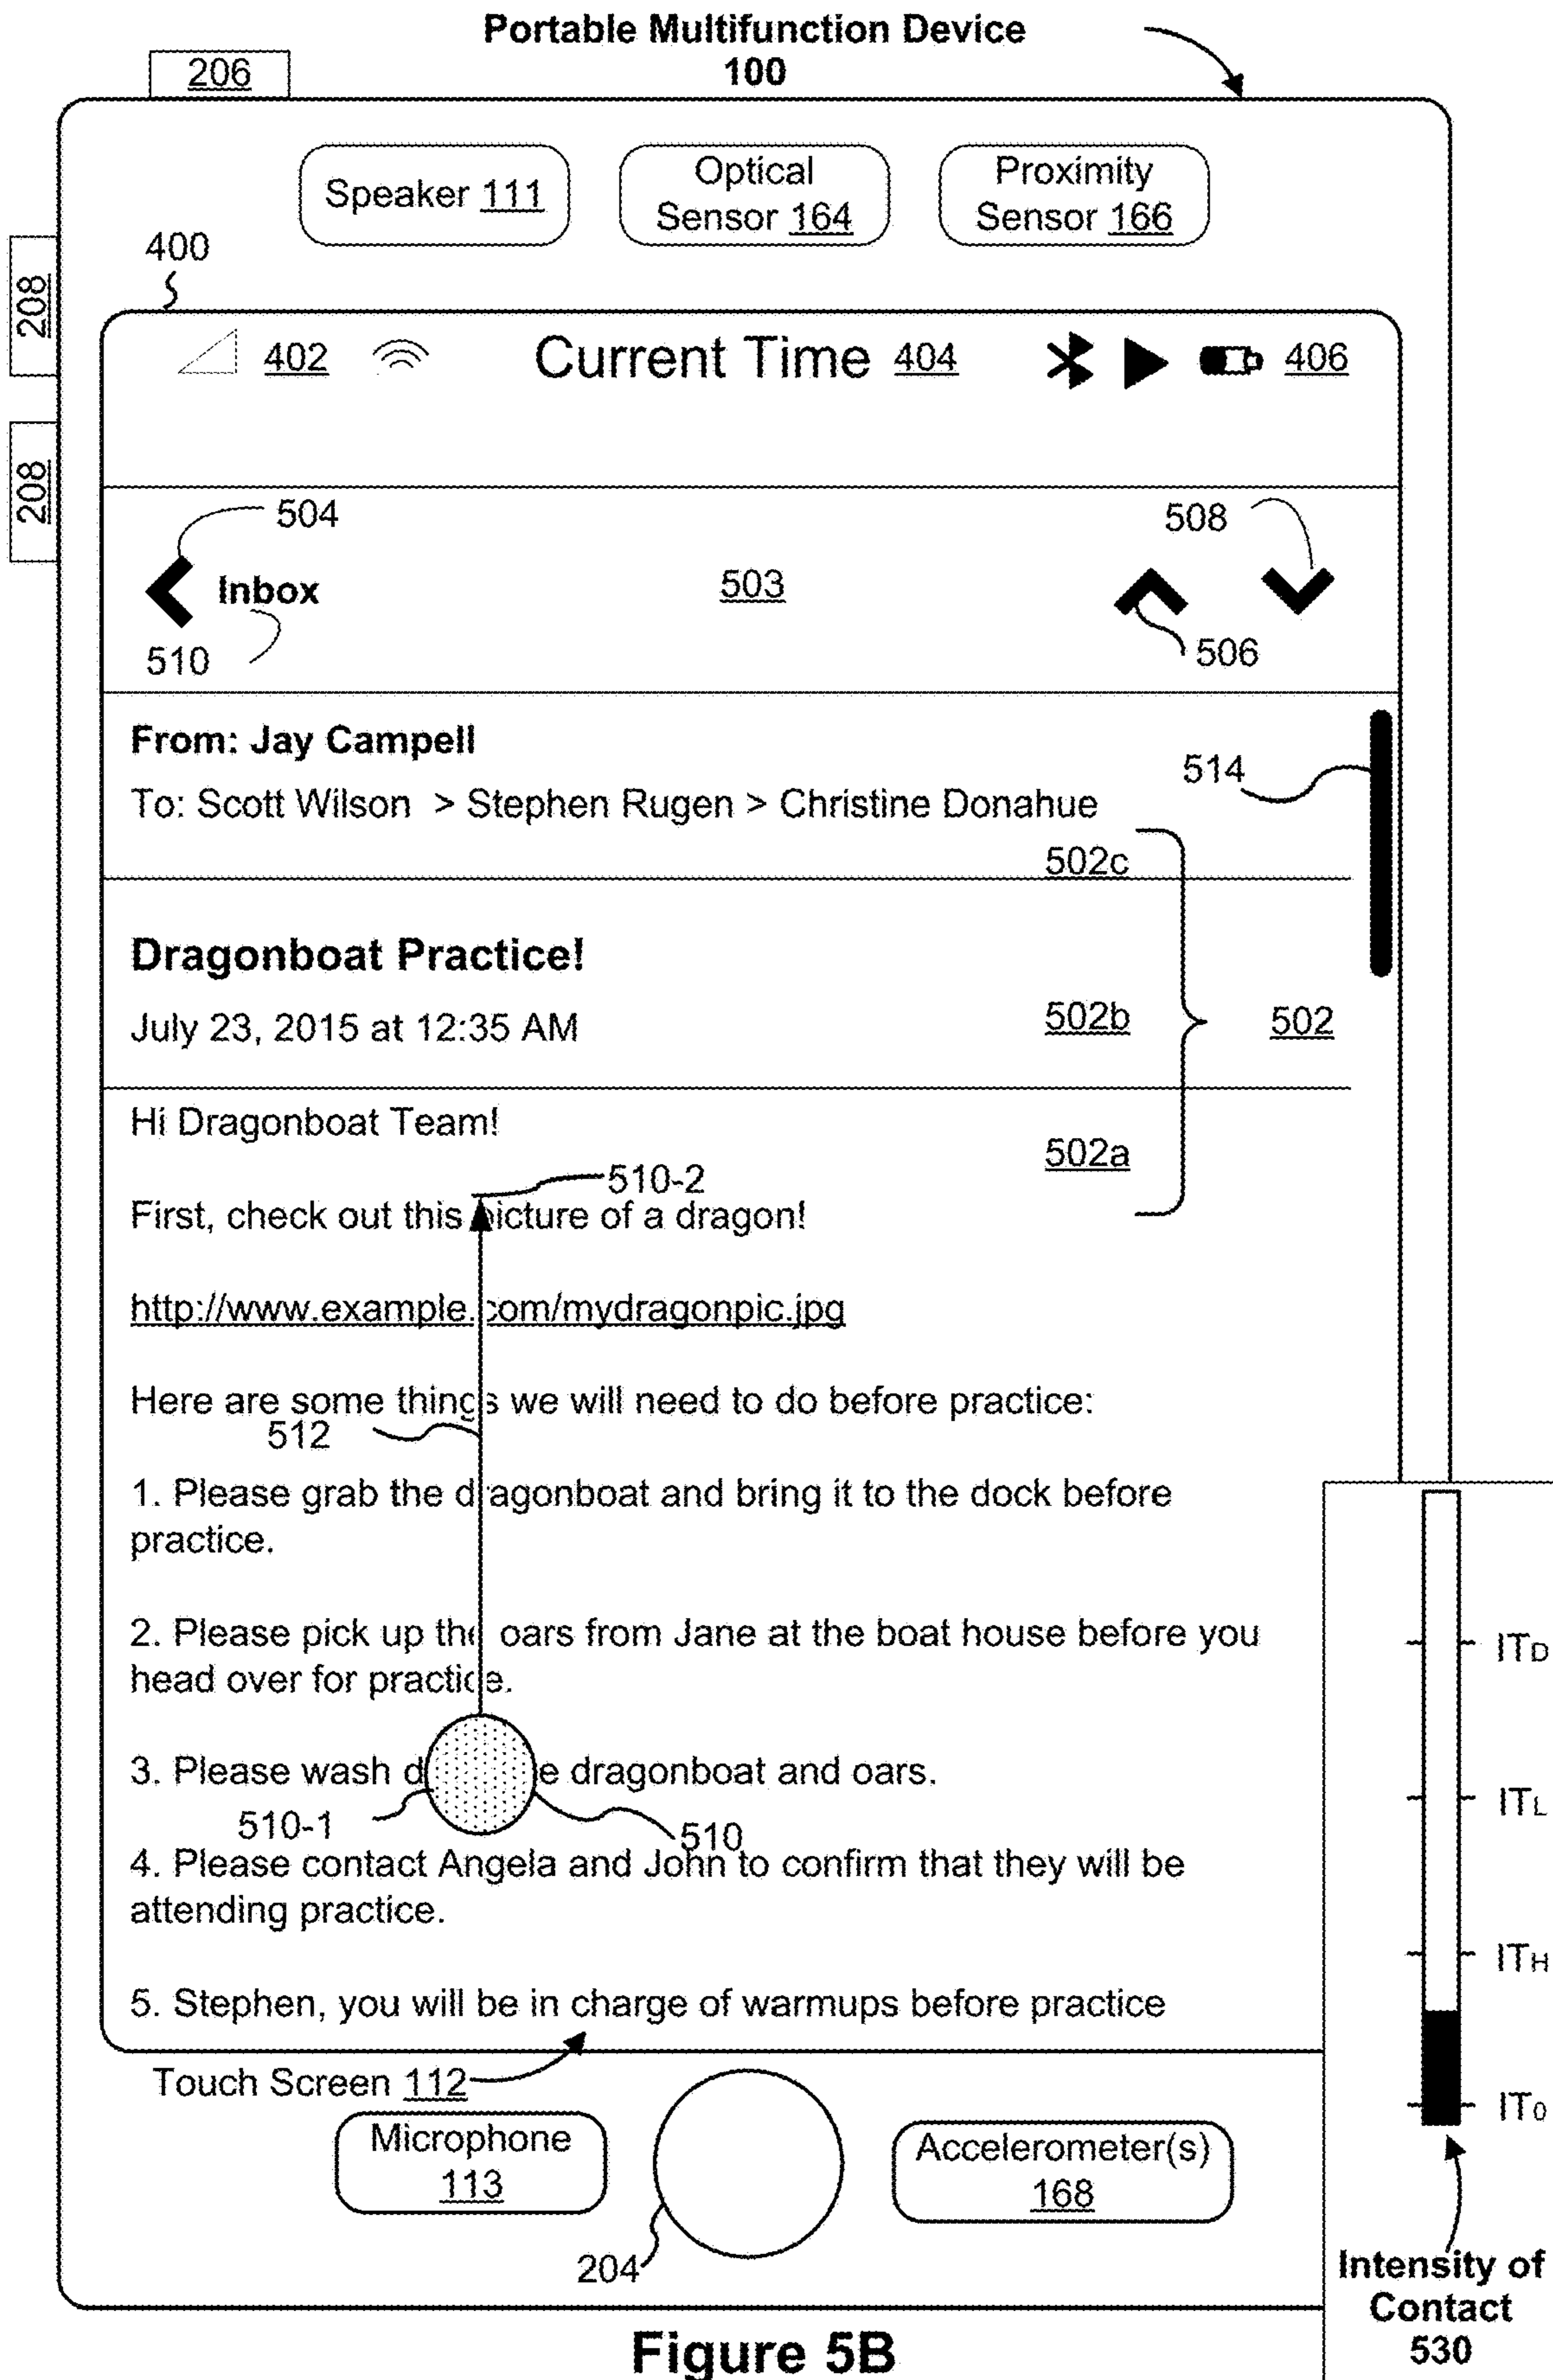 Portable Multifunction Device
100
206
Speaker 111
Optical
Sensor 164
Proximity
Sensor 166
400
208
208
402 Current Time 404 406
504
508
Inbox
503
510
506
From: Jay Campell
514
To: Scott Wilson > Stephen Rugen > Christine Donahue
502c
Dragonboat Practice!
July 23, 2015 at 12:35 AM
502b
502
Hi Dragonboat Team!
502a
510-2
First, check out this picture of a dragon!
http://www.example.com/mydragonpic.jpg
Here are some things we will need to do before practice:
512
1. Please grab the dragonboat and bring it to the dock before
practice.
2. Please pick up the oars from Jane at the boat house before you
head over for practice.
3. Please wash d e dragonboat and oars.
510-1
510
4. Please contact Angela and John to confirm that they will be
attending practice.
5. Stephen, you will be in charge of warmups before practice
Touch Screen 112
Microphone
113
Accelerometer(s)
168
204
ITD
ITL
ITH
IT0
Intensity of
Contact
530
Figure 5B